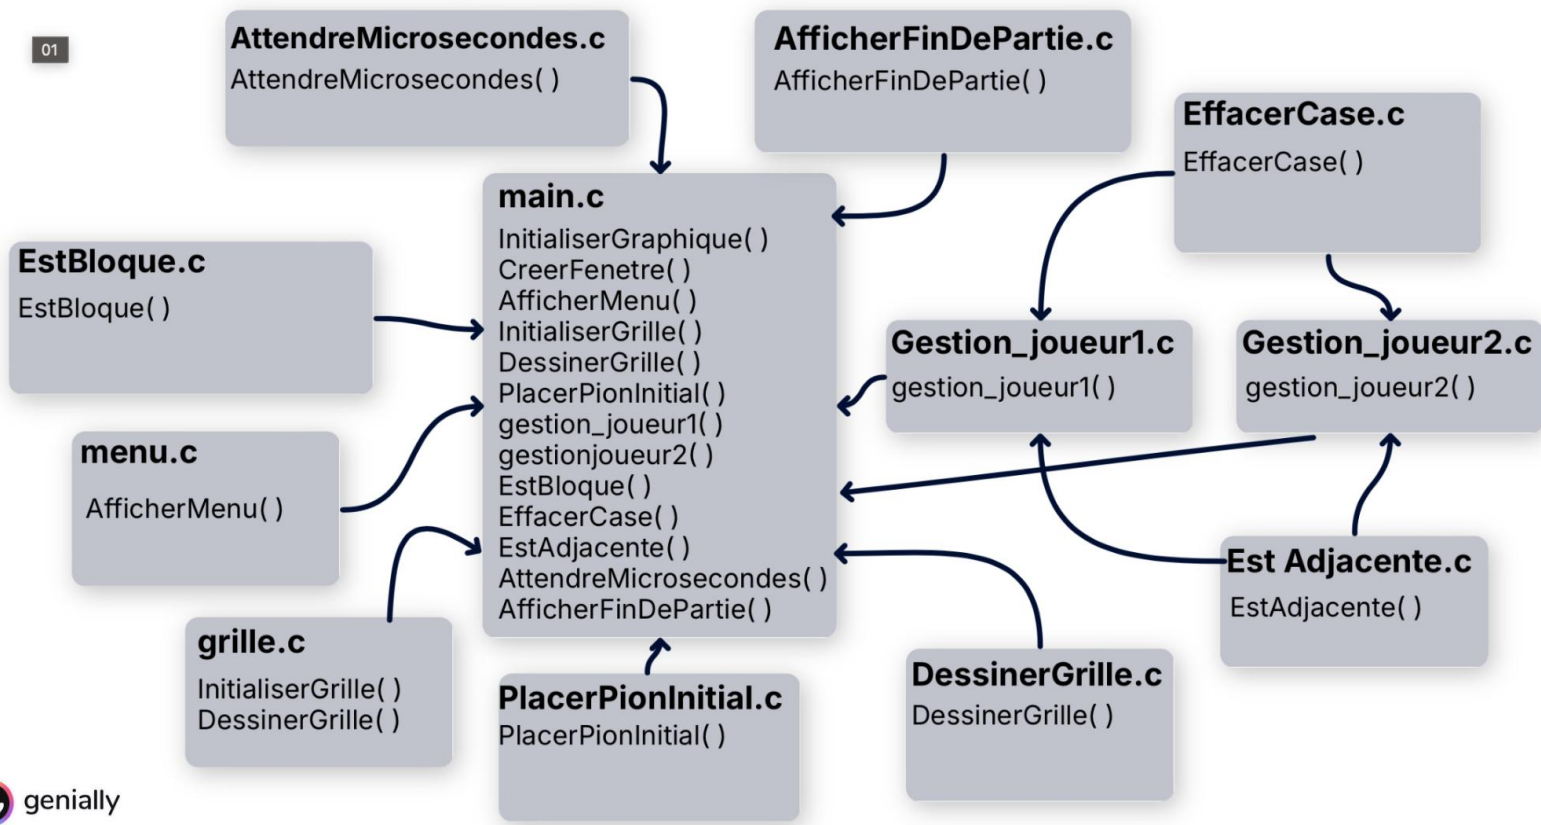 01
AttendreMicrosecondes.c
AttendreMicrosecondes( )
AfficherFinDePartie.c
AfficherFinDePartie( )
EffacerCase.c
EffacerCase( )
main.c
InitialiserGraphique( )
CreerFenetre( )
AfficherMenu( )
InitialiserGrille( )
DessinerGrille( )
PlacerPionInitial( )
gestion_joueur1( )
gestionjoueur2( )
EstBloque( )
EffacerCase( )
EstAdjacente( )
AttendreMicrosecondes( )
AfficherFinDePartie( )
EstBloque.c
EstBloque( )
Gestion_joueur1.c
gestion_joueur1( )
Gestion_joueur2.c
gestion_joueur2( )
menu.c
AfficherMenu( )
Est Adjacente.c
EstAdjacente( )
grille.c
InitialiserGrille( )
DessinerGrille( )
PlacerPionInitial.c
PlacerPionInitial( )
DessinerGrille.c
DessinerGrille( )
genially